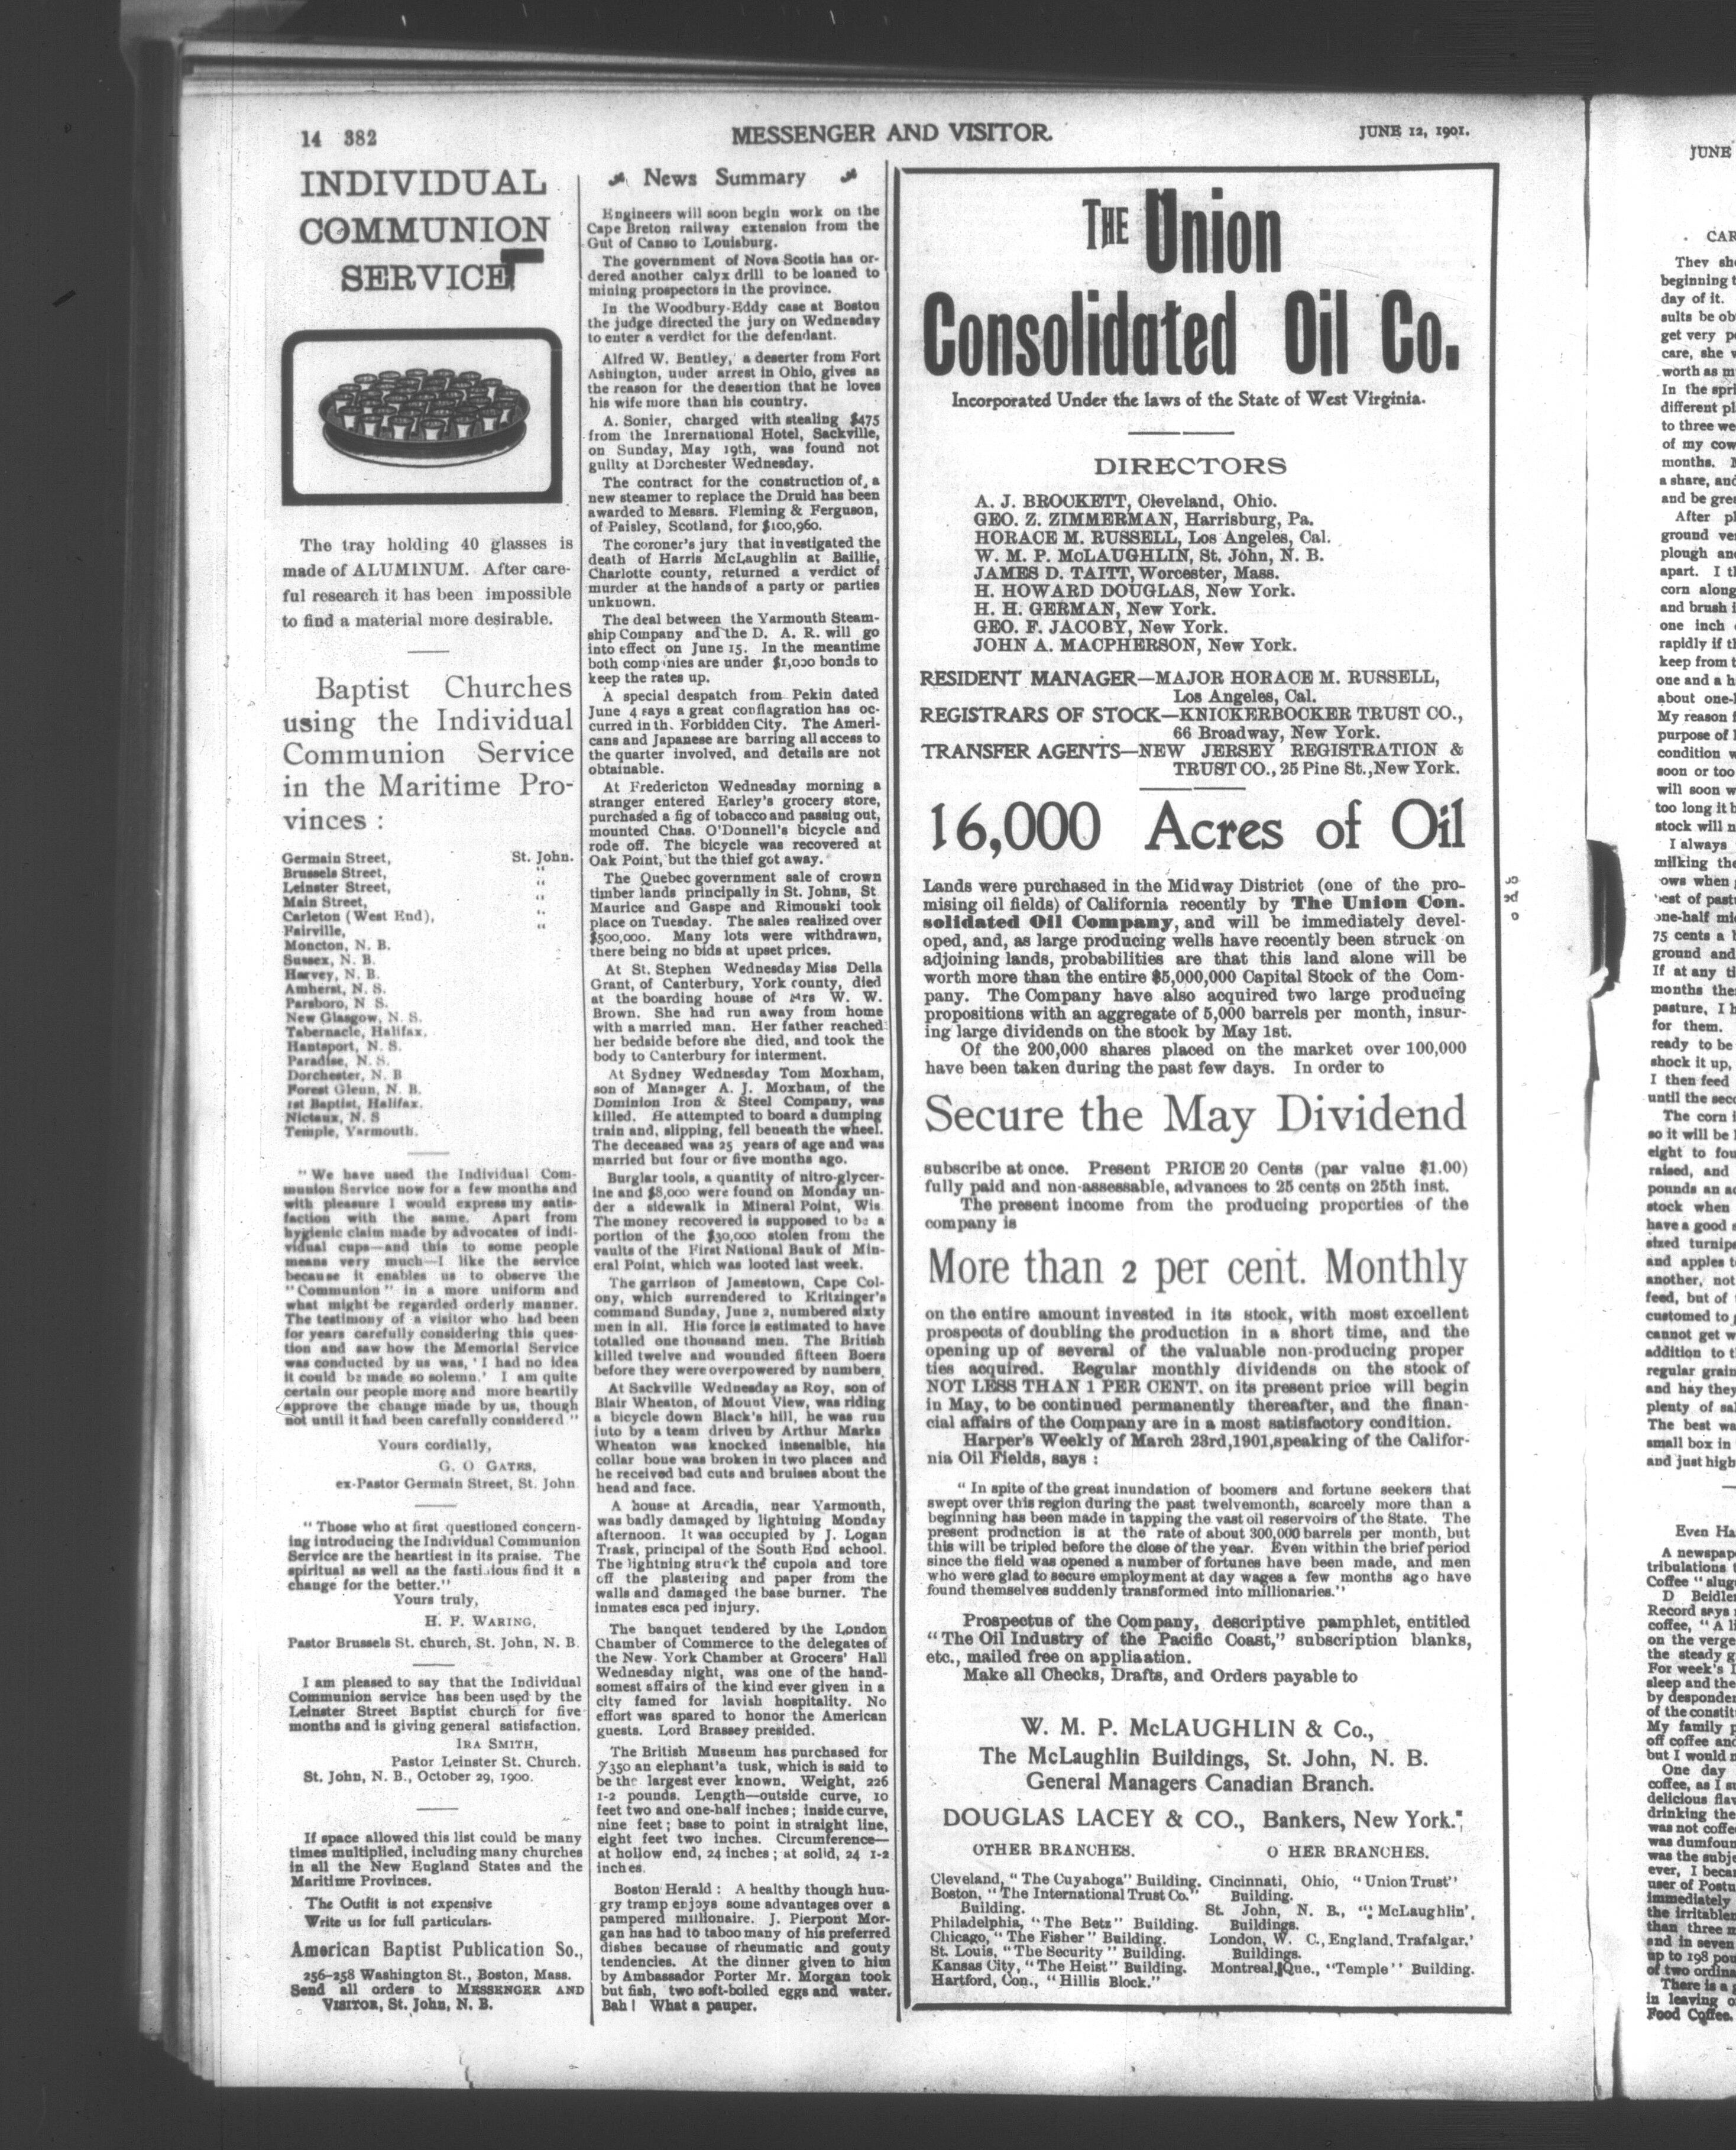 14 382
MESSENGER AND VISITOR.
JUNE 12, 1901.
INDIVIDUAL
COMMUNION
SERVICE
The tray holding 40 glasses is
made of ALUMINUM. After care-
ful research it has been impossible
to find a material more desirable.
Baptist Churches
using the Individual
Communion Service
in the Maritime Pro-
vinces :
Germain Street, St. John.
Brussels Street, "
Leinster Street, "
Main Street, "
Carleton (West End), "
Fairville, "
Moncton, N. B.
Sussex, N. B.
Harvey, N. B.
Amherst, N. S.
Parsboro, N S.
New Glasgow, N. S.
Tabernacle, Halifax.
Hantsport, N. S.
Paradise, N. S.
Dorchester, N. B
Forest Glenn, N. B.
1st Baptist, Halifax.
Nictaux, N. S
Temple, Yarmouth.
" We have used the Individual Com-
munion Service now for a few months and
with pleasure I would express my satis-
faction with the same. Apart from
hygienic claim made by advocates of indi-
vidual cups—and this to some people
means very much—I like the service
because it enables us to observe the
"Communion" in a more uniform and
what might be regarded orderly manner.
The testimony of a visitor who had been
for years carefully considering this ques-
tion and saw how the Memorial Service
was conducted by us was, ' I had no idea
it could be made so solemn.' I am quite
certain our people more and more heartily
approve the change made by us, though
not until it had been carefully considered "
Yours cordially,
G. O GATES,
ex-Pastor Germain Street, St. John
" Those who at first questioned concern-
ing introducing the Individual Communion
Service are the heartiest in its praise. The
spiritual as well as the fasti ious find it a
change for the better."
Yours truly,
H. F. WARING,
Pastor Brussels St. church, St. John, N. B.
I am pleased to say that the Individual
Communion service has been used by the
Leinster Street Baptist church for five
months and is giving general satisfaction.
IRA SMITH,
Pastor Leinster St. Church.
St. John, N. B., October 29, 1900.
If space allowed this list could be many
times multiplied, including many churches
in all the New England States and the
Maritime Provinces.
The Outfit is not expensive
Write us for full particulars.
American Baptist Publication So.,
256-258 Washington St., Boston, Mass.
Send all orders to MESSENGER AND
VISITOR, St. John, N. B.
News Summary
Engineers will soon begin work on the
Cape Breton railway extension from the
Gut of Canso to Louisburg.
The government of Nova Scotia has or-
dered another calyx drill to be loaned to
mining prospectors in the province.
In the Woodbury-Eddy case at Boston
the judge directed the jury on Wednesday
to enter a verdict for the defendant.
Alfred W. Bentley, a deserter from Fort
Ashington, under arrest in Ohio, gives as
the reason for the desertion that he loves
his wife more than his country.
A. Sonier, charged with stealing $475
from the Inrernational Hotel, Sackville,
on Sunday, May 19th, was found not
guilty at Dorchester Wednesday.
The contract for the construction of a
new steamer to replace the Druid has been
awarded to Messrs. Fleming & Ferguson,
of Paisley, Scotland, for $100,960.
The coroner's jury that investigated the
death of Harris McLaughlin at Baillie,
Charlotte county, returned a verdict of
murder at the hands of a party or parties
unknown.
The deal between the Yarmouth Steam-
ship Company and the D. A. R. will go
into effect on June 15. In the meantime
both comp nies are under $1,000 bonds to
keep the rates up.
A special despatch from Pekin dated
June 4 says a great conflagration has oc-
curred in th. Forbidden City. The Ameri-
cans and Japanese are barring all access to
the quarter involved, and details are not
obtainable.
At Fredericton Wednesday morning a
stranger entered Earley's grocery store,
purchased a fig of tobacco and passing out,
mounted Chas. O'Donnell's bicycle and
rode off. The bicycle was recovered at
Oak Point, but the thief got away.
The Quebec government sale of crown
timber lands principally in St. Johns, St
Maurice and Gaspe and Rimouski took
place on Tuesday. The sales realized over
$500,000. Many lots were withdrawn,
there being no bids at upset prices.
At St. Stephen Wednesday Miss Della
Grant, of Canterbury, York county, died
at the boarding house of Mrs W. W.
Brown. She had run away from home
with a married man. Her father reached
her bedside before she died, and took the
body to Canterbury for interment.
At Sydney Wednesday Tom Moxham,
son of Manager A. J. Moxham, of the
Dominion Iron & Steel Company, was
killed. He attempted to board a dumping
train and, slipping, fell beneath the wheel.
The deceased was 25 years of age and was
married but four or five months ago.
Burglar tools, a quantity of nitro-glycer-
ine and $8,000 were found on Monday un-
der a sidewalk in Mineral Point, Wis
The money recovered is supposed to be a
portion of the $30,000 stolen from the
vaults of the First National Bank of Min-
eral Point, which was looted last week.
The garrison of Jamestown, Cape Col-
ony, which surrendered to Kritzinger's
command Sunday, June 2, numbered sixty
men in all. His force is estimated to have
totalled one thousand men. The British
killed twelve and wounded fifteen Boers
before they were overpowered by numbers.
At Sackville Wednesday as Roy, son of
Blair Wheaton, of Mount View, was riding
a bicycle down Black's hill, he was run
into by a team driven by Arthur Marks
Wheaton was knocked insensible, his
collar bone was broken in two places and
he received bad cuts and bruises about the
head and face.
A house at Arcadia, near Yarmouth,
was badly damaged by lightning Monday
afternoon. It was occupied by J. Logan
Trask, principal of the South End school.
The lightning struck the cupola and tore
off the plastering and paper from the
walls and damaged the base burner. The
inmates esca ped injury.
The banquet tendered by the London
Chamber of Commerce to the delegates of
the New York Chamber at Grocers' Hall
Wednesday night, was one of the hand-
somest affairs of the kind ever given in a
city famed for lavish hospitality. No
effort was spared to honor the American
guests. Lord Brassey presided.
The British Museum has purchased for
£350 an elephant'a tusk, which is said to
be the largest ever known. Weight, 226
1-2 pounds. Length—outside curve, 10
feet two and one-half inches; inside curve,
nine feet; base to point in straight line,
eight feet two inches. Circumference—
at hollow end, 24 inches; at solid, 24 1-2
inches.
Boston Herald : A healthy though hun-
gry tramp enjoys some advantages over a
pampered millionaire. J. Pierpont Mor-
gan has had to taboo many of his preferred
dishes because of rheumatic and gouty
tendencies. At the dinner given to him
by Ambassador Porter Mr. Morgan took
but fish, two soft-boiled eggs and water.
Bah! What a pauper.
THE Union
Consolidated Oil Co.
Incorporated Under the laws of the State of West Virginia.
DIRECTORS
A. J. BROCKETT, Cleveland, Ohio.
GEO. Z. ZIMMERMAN, Harrisburg, Pa.
HORACE M. RUSSELL, Los Angeles, Cal.
W. M. P. McLAUGHLIN, St. John, N. B.
JAMES D. TAITT, Worcester, Mass.
H. HOWARD DOUGLAS, New York.
H. H. GERMAN, New York.
GEO. F. JACOBY, New York.
JOHN A. MACPHERSON, New York.
RESIDENT MANAGER—MAJOR HORACE M. RUSSELL,
Los Angeles, Cal.
REGISTRARS OF STOCK—KNICKERBOCKER TRUST CO.,
66 Broadway, New York.
TRANSFER AGENTS—NEW JERSEY REGISTRATION &
TRUST CO., 25 Pine St., New York.
16,000 Acres of Oil
Lands were purchased in the Midway District (one of the pro-
mising oil fields) of California recently by The Union Con.
solidated Oil Company, and will be immediately devel-
oped, and, as large producing wells have recently been struck on
adjoining lands, probabilities are that this land alone will be
worth more than the entire $5,000,000 Capital Stock of the Com-
pany. The Company have also acquired two large producing
propositions with an aggregate of 5,000 barrels per month, insur-
ing large dividends on the stock by May 1st.
Of the 200,000 shares placed on the market over 100,000
have been taken during the past few days. In order to
Secure the May Dividend
subscribe at once. Present PRICE 20 Cents (par value $1.00)
fully paid and non-assessable, advances to 25 cents on 25th inst.
The present income from the producing properties of the
company is
More than 2 per cent. Monthly
on the entire amount invested in its stock, with most excellent
prospects of doubling the production in a short time, and the
opening up of several of the valuable non-producing proper
ties acquired. Regular monthly dividends on the stock of
NOT LESS THAN 1 PER CENT. on its present price will begin
in May, to be continued permanently thereafter, and the finan-
cial affairs of the Company are in a most satisfactory condition.
Harper's Weekly of March 23rd, 1901, speaking of the Califor-
nia Oil Fields, says :
" In spite of the great inundation of boomers and fortune seekers that
swept over this region during the past twelvemonth, scarcely more than a
beginning has been made in tapping the vast oil reservoirs of the State. The
present production is at the rate of about 300,000 barrels per month, but
this will be tripled before the close of the year. Even within the brief period
since the field was opened a number of fortunes have been made, and men
who were glad to secure employment at day wages a few months ago have
found themselves suddenly transformed into millionaries."
Prospectus of the Company, descriptive pamphlet, entitled
"The Oil Industry of the Pacific Coast," subscription blanks,
etc., mailed free on appliaation.
Make all Checks, Drafts, and Orders payable to
W. M. P. McLAUGHLIN & Co.,
The McLaughlin Buildings, St. John, N. B.
General Managers Canadian Branch.
DOUGLAS LACEY & CO., Bankers, New York.
OTHER BRANCHES.
Cleveland, "The Cuyahoga" Building.
Boston, "The International Trust Co."
Building.
Philadelphia, "The Betz" Building.
Chicago, "The Fisher" Building.
St. Louis, "The Security" Building.
Kansas City, "The Heist" Building.
Hartford, Con., "Hillis Block."
O HER BRANCHES.
Cincinnati, Ohio, "Union Trust"
Building.
St. John, N. B., " McLaughlin',
Buildings.
London, W. C., England, Trafalgar,'
Buildings.
Montreal, Que., "Temple" Building.
JUNE